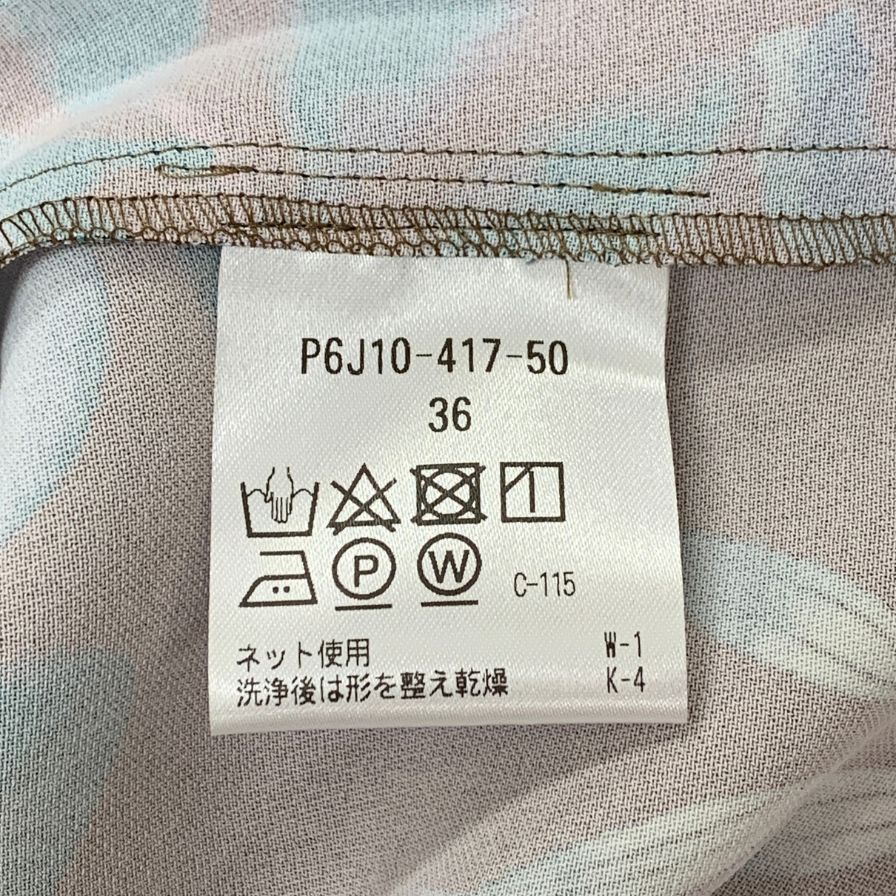 P6J10-417-50
36
P W C-115
ネット使用 W-1
洗浄後は形を整え乾燥 K-4